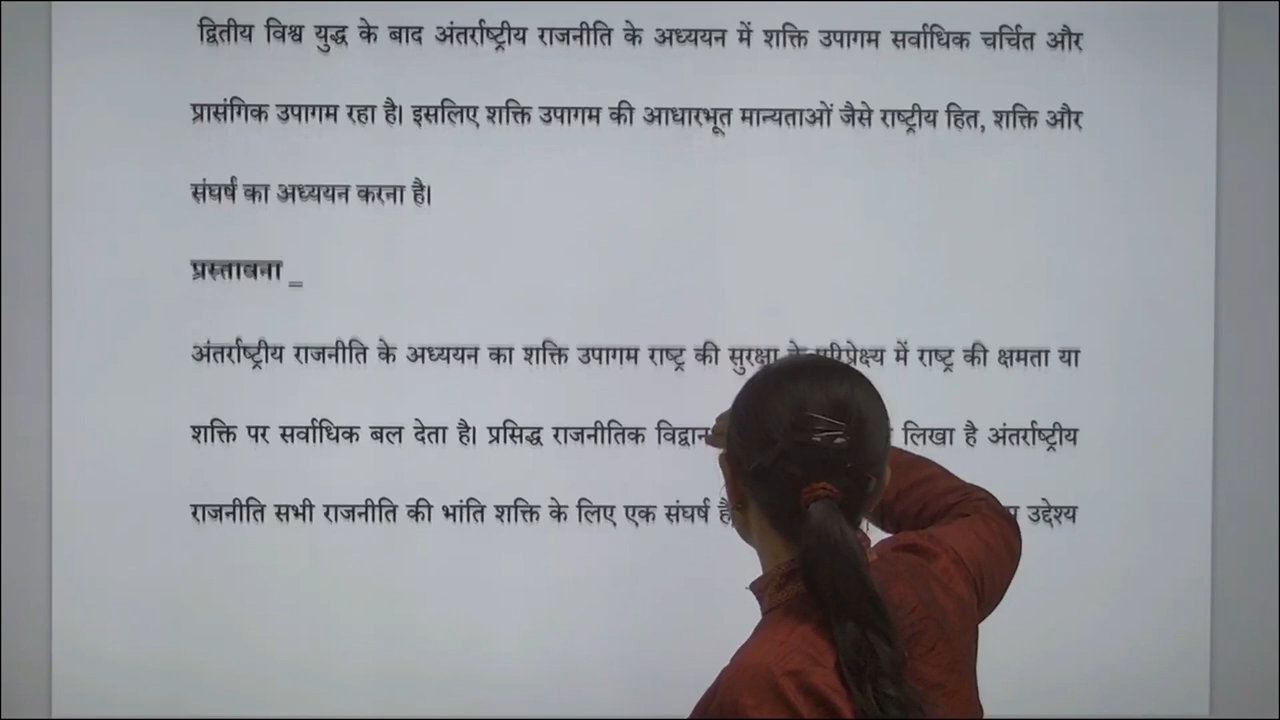 द्वितीय विश्व युद्ध के बाद अंतर्राष्ट्रीय राजनीति के अध्ययन में शक्ति उपागम सर्वाधिक चर्चित और
प्रासंगिक उपागम रहा है। इसलिए शक्ति उपागम की आधारभूत मान्यताओं जैसे राष्ट्रीय हित, शक्ति और
संघर्ष का अध्ययन करना है।
प्रस्तावना _
अंतर्राष्ट्रीय राजनीति के अध्ययन का शक्ति उपागम राष्ट्र की सुरक्षा के परिप्रेक्ष्य में राष्ट्र की क्षमता या
शक्ति पर सर्वाधिक बल देता है। प्रसिद्ध राजनीतिक विद्वान लिखा है अंतर्राष्ट्रीय
राजनीति सभी राजनीति की भांति शक्ति के लिए एक संघर्ष उद्देश्य